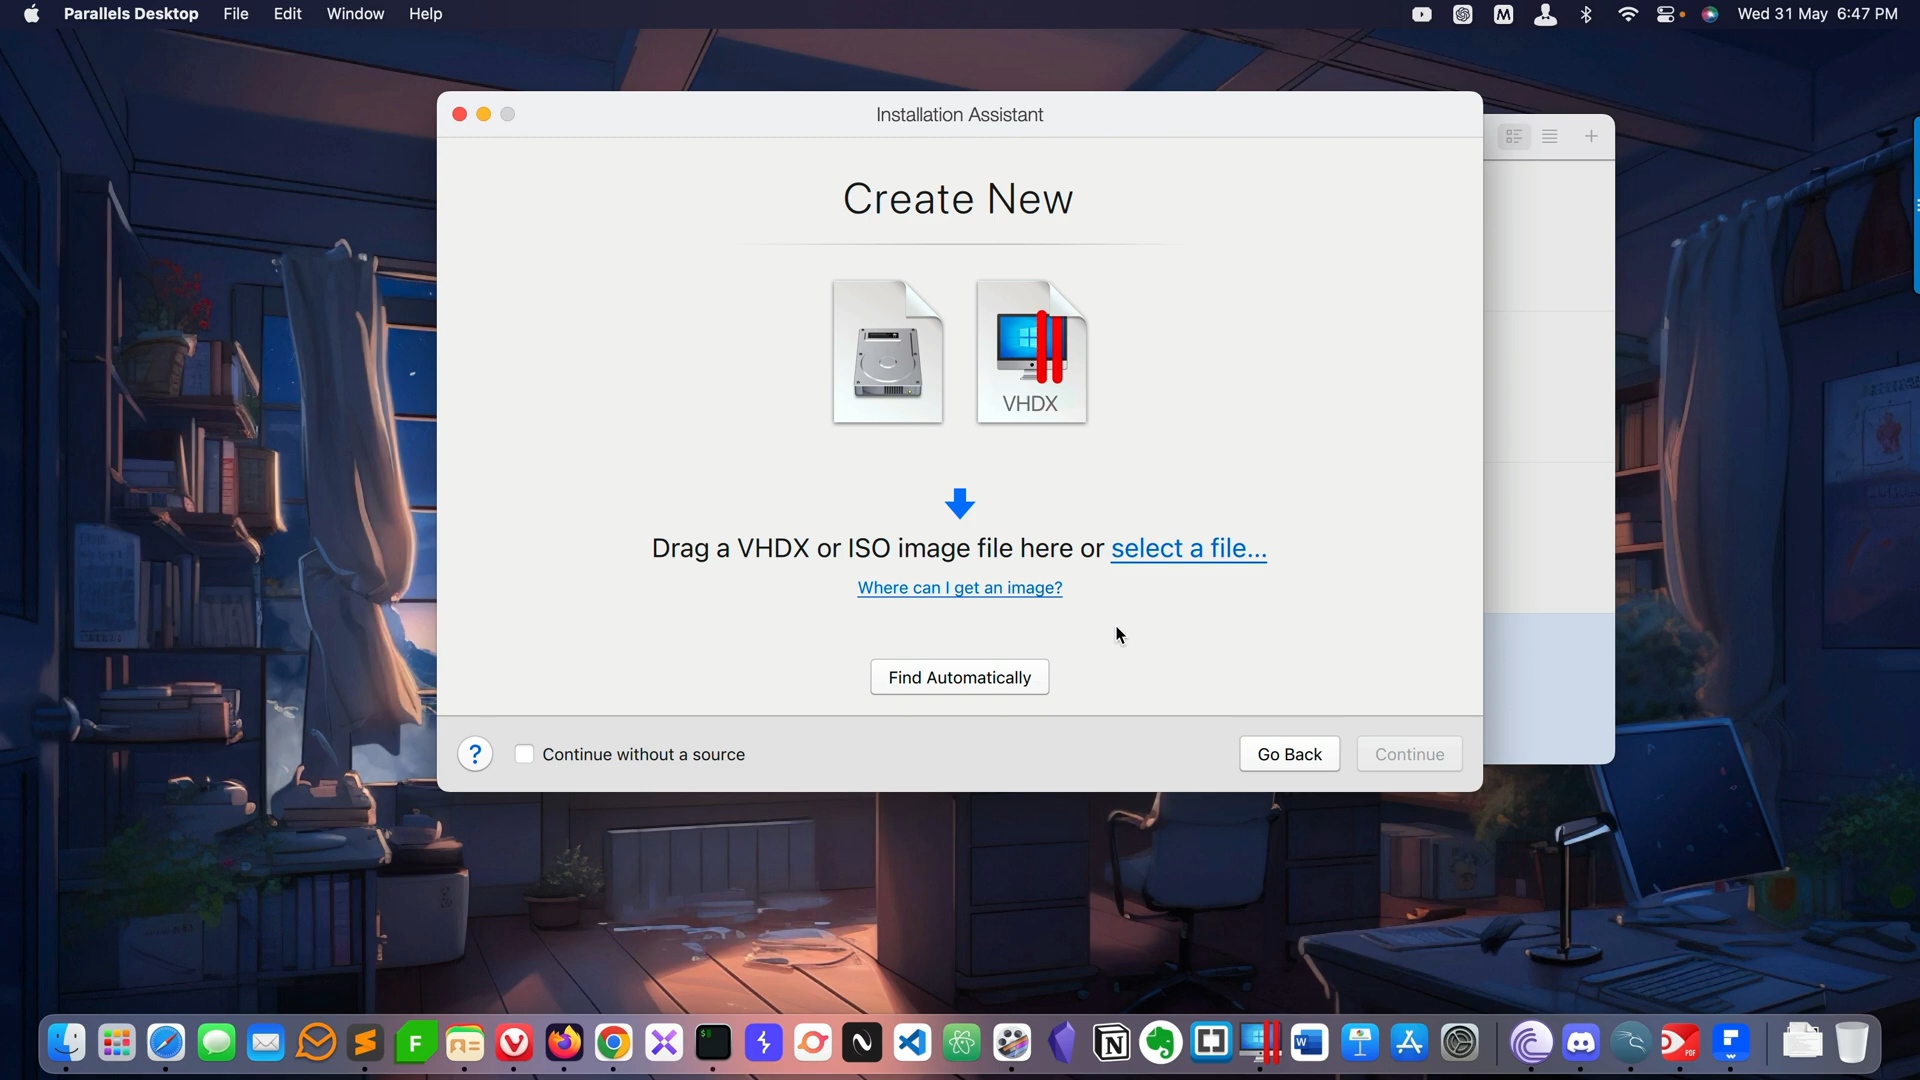 Parallels Desktop File Edit Window Help
Wed 31 May 6:47 PM
Installation Assistant
Create New
VHDX
Drag a VHDX or ISO image file here or select a file...
Where can I get an image?
Find Automatically
? Continue without a source
Go Back
Continue